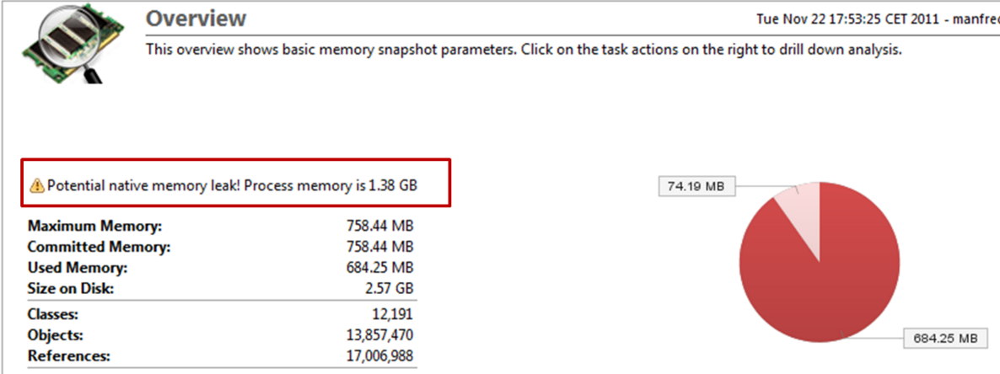 Overview
Tue Nov 22 17:53:25 CET 2011 - manfred
This overview shows basic memory snapshot parameters. Click on the task actions on the right to drill down analysis.
Potential native memory leak! Process memory is 1.38 GB
Maximum Memory: 758.44 MB
Committed Memory: 758.44 MB
Used Memory: 684.25 MB
Size on Disk: 2.57 GB
Classes: 12,191
Objects: 13,857,470
References: 17,006,988
74.19 MB
684.25 MB